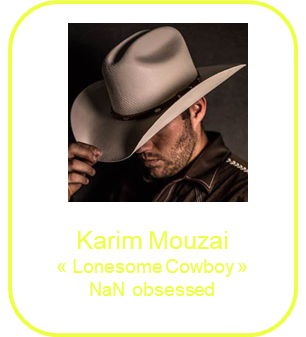 Karim Mouzai
« Lonesome Cowboy »
NaN obsessed